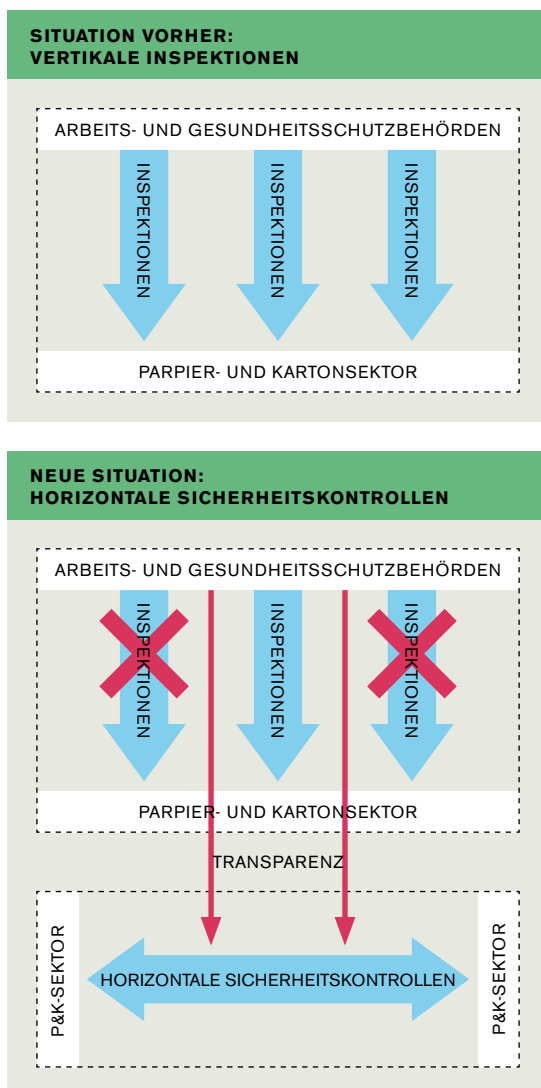 SITUATION VORHER:
VERTIKALE INSPEKTIONEN
ARBEITS- UND GESUNDHEITSSCHUTZBEHÖRDEN
INSPEKTIONEN
INSPEKTIONEN
INSPEKTIONEN
PARPIER- UND KARTONSEKTOR
NEUE SITUATION:
HORIZONTALE SICHERHEITSKONTROLLEN
ARBEITS- UND GESUNDHEITSSCHUTZBEHÖRDEN
INSPEKTIONEN
INSPEKTIONEN
INSPEKTIONEN
PARPIER- UND KARTONSEKTOR
TRANSPARENZ
P&K-SEKTOR
HORIZONTALE SICHERHEITSKONTROLLEN
P&K-SEKTOR